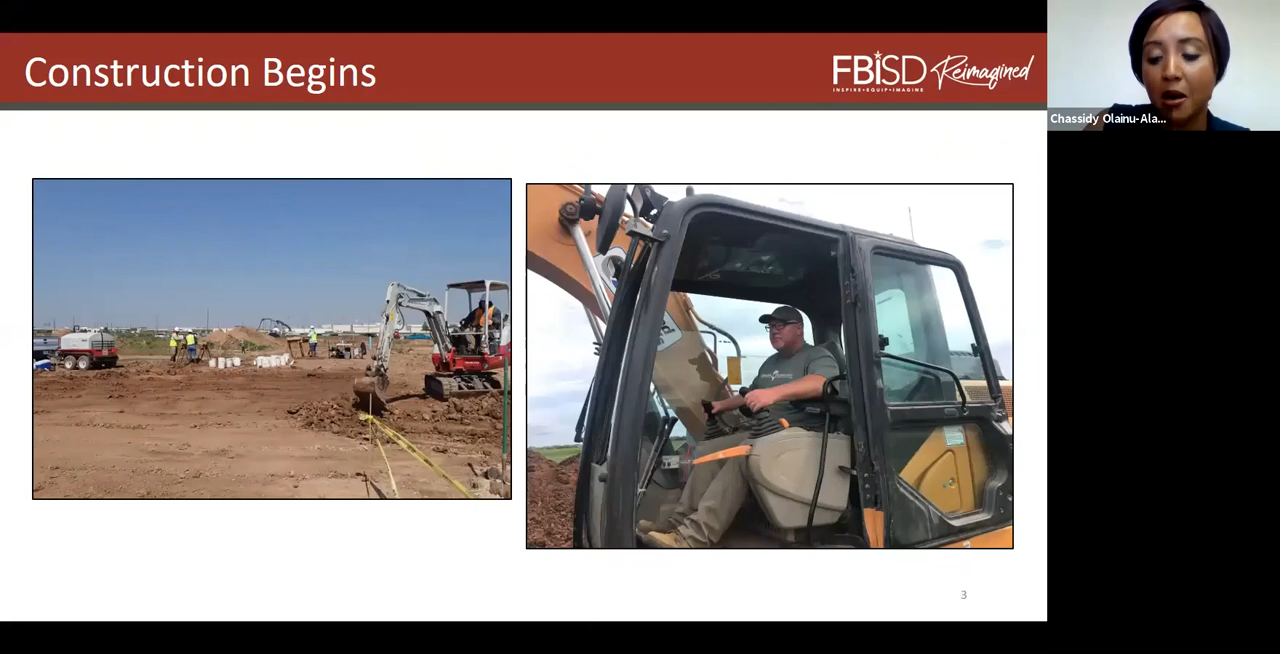 Construction Begins
FBISD Reimagined
INSPIRE•EQUIP•IMAGINE
Chassidy Olainu-Ala...
3